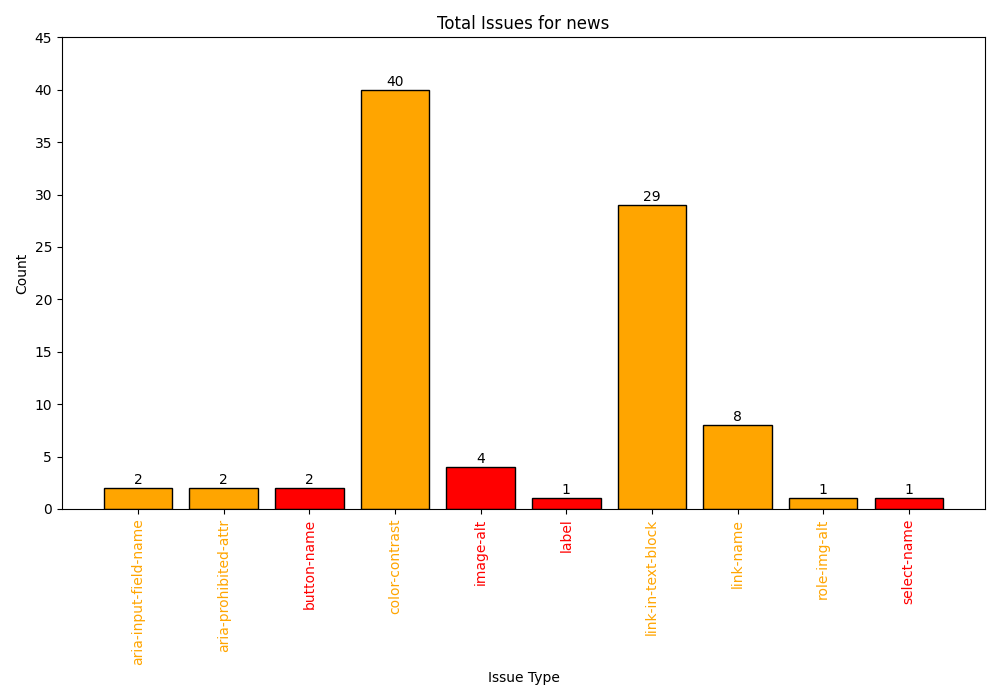 Total Issues for news
45
40
35
30
25
20
15
10
5
0
Count
2
2
2
40
4
1
29
8
1
1
aria-input-field-name
aria-prohibited-attr
button-name
color-contrast
image-alt
label
link-in-text-block
link-name
role-img-alt
select-name
Issue Type